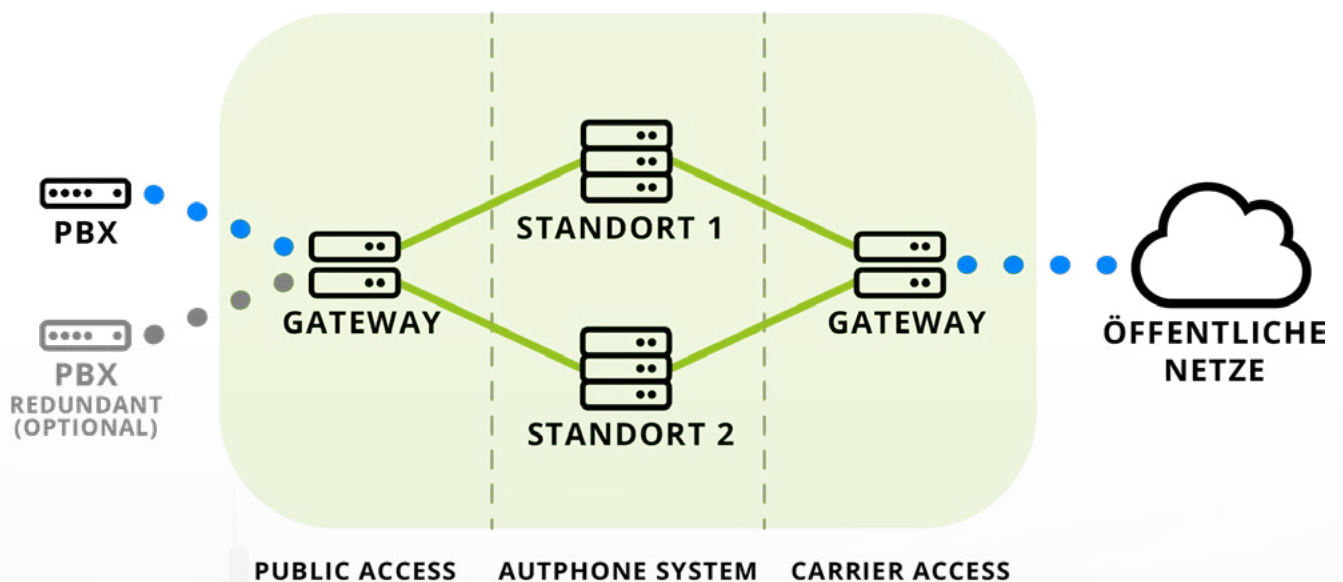 PBX
PBX
REDUNDANT
(OPTIONAL)
GATEWAY
STANDORT 1
STANDORT 2
GATEWAY
ÖFFENTLICHE
NETZE
PUBLIC ACCESS
AUTPHONE SYSTEM
CARRIER ACCESS